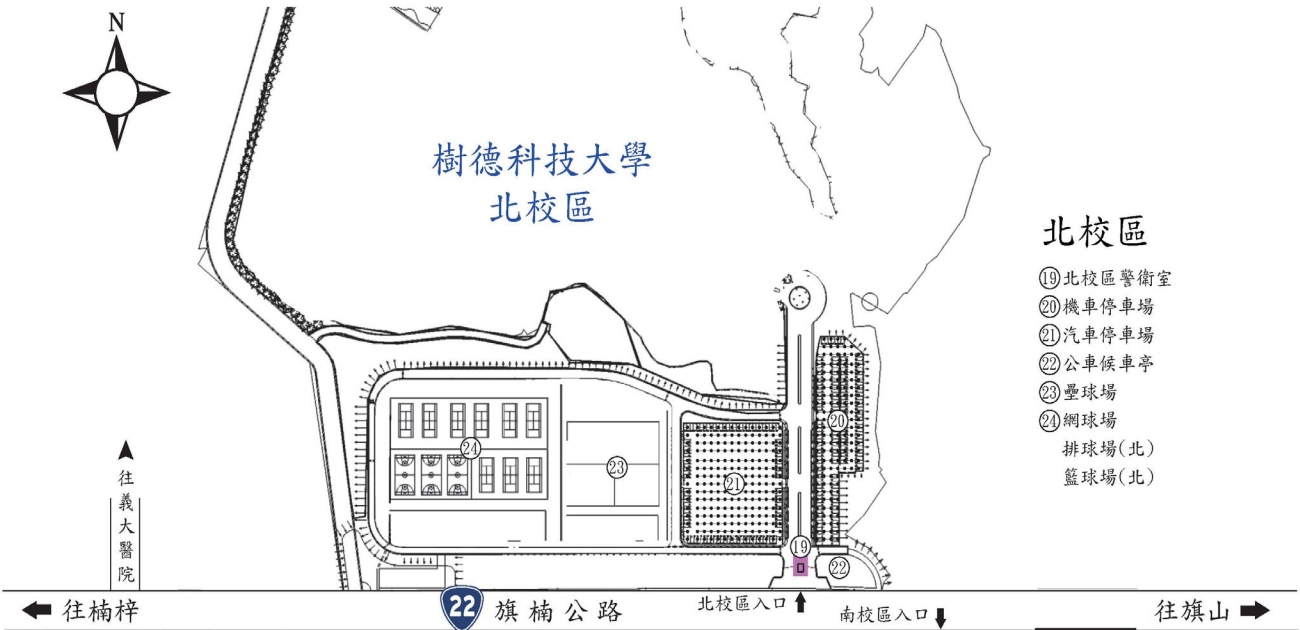 N
樹德科技大學
北校區
北校區
⑲北校區警衛室
⑳機車停車場
㉑汽車停車場
㉒公車候車亭
㉓壘球場
㉔網球場
排球場(北)
籃球場(北)
⑳
㉔
㉓
㉑
⑲
㉒
往義大醫院
往楠梓
22 旗楠公路
北校區入口
南校區入口
往旗山